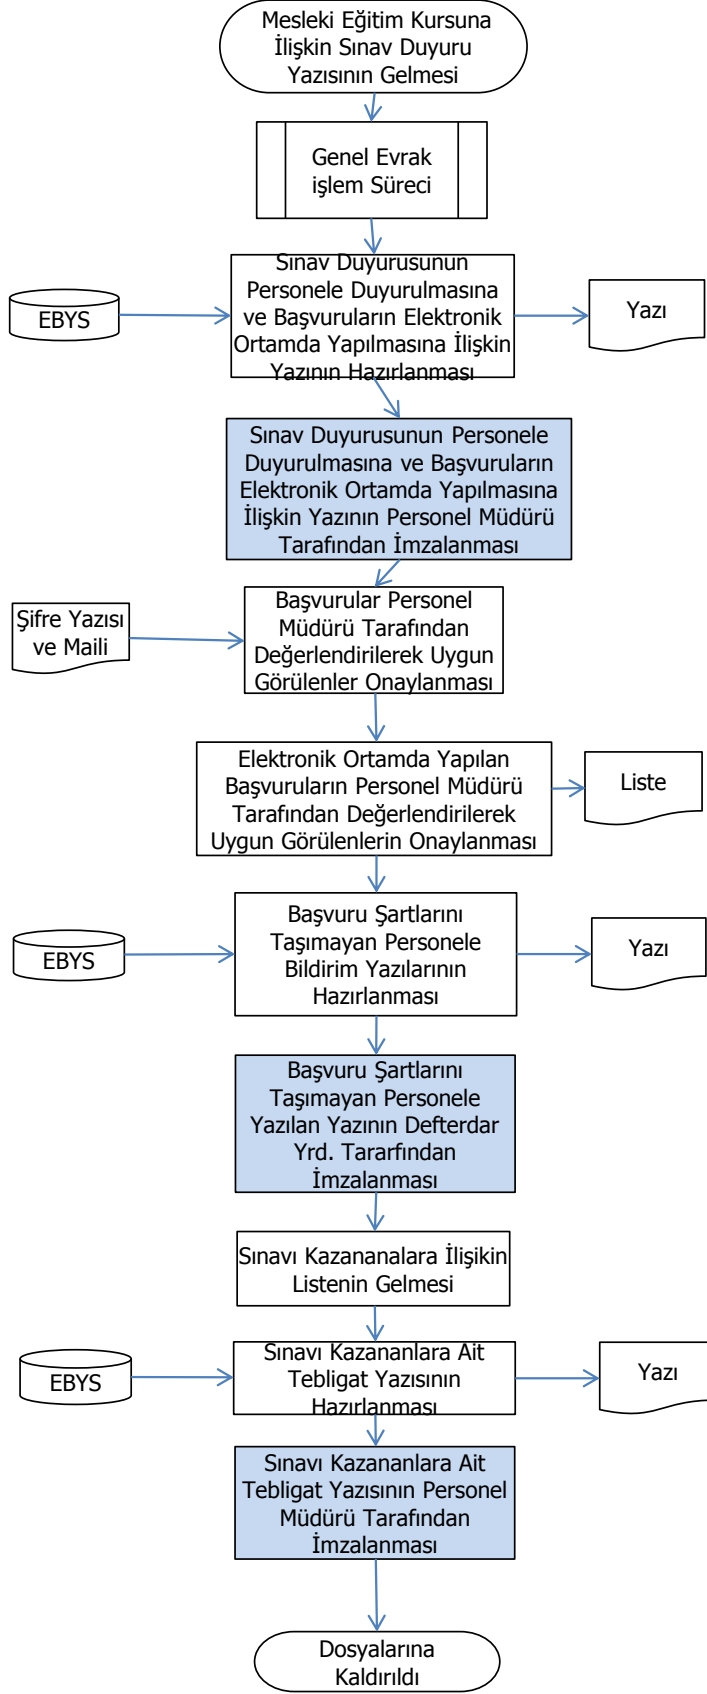 Mesleki Eğitim Kursuna
İlişkin Sınav Duyuru
Yazısının Gelmesi
Genel Evrak
işlem Süreci
Sınav Duyurusunun
Personele Duyurulmasına
ve Başvuruların Elektronik
Ortamda Yapılmasına İlişkin
Yazının Hazırlanması
EBYS
Yazı
Sınav Duyurusunun Personele
Duyurulmasına ve Başvuruların
Elektronik Ortamda Yapılmasına
İlişkin Yazının Personel Müdürü
Tarafından İmzalanması
Şifre Yazısı
ve Maili
Başvurular Personel
Müdürü Tarafından
Değerlendirilerek Uygun
Görülenler Onaylanması
Elektronik Ortamda Yapılan
Başvuruların Personel Müdürü
Tarafından Değerlendirilerek
Uygun Görülenlerin Onaylanması
Liste
Başvuru Şartlarını
Taşımayan Personele
Bildirim Yazılarının
Hazırlanması
EBYS
Yazı
Başvuru Şartlarını
Taşımayan Personele
Yazılan Yazının Defterdar
Yrd. Tararfından
İmzalanması
Sınavı Kazananalara İlişikin
Listenin Gelmesi
Sınavı Kazananlara Ait
Tebligat Yazısının
Hazırlanması
EBYS
Yazı
Sınavı Kazananlara Ait
Tebligat Yazısının Personel
Müdürü Tarafından
İmzalanması
Dosyalarına
Kaldırıldı